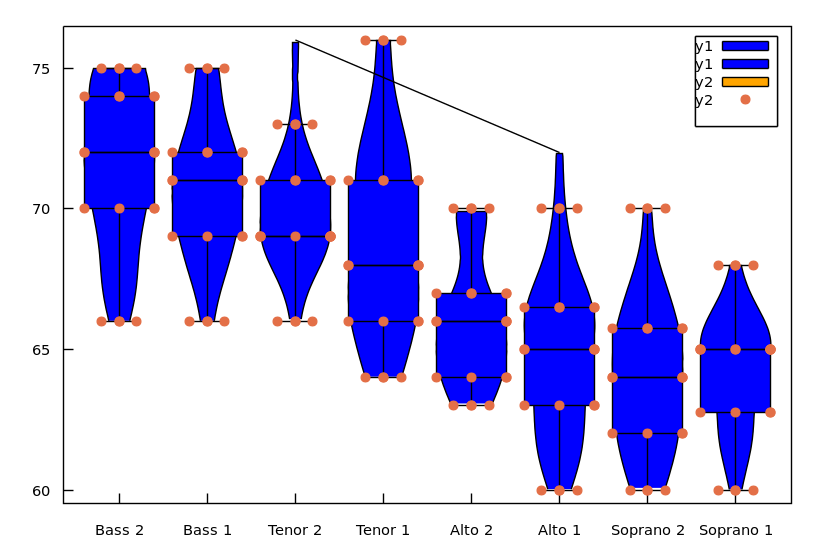 y1
y1
y2
y2
75
70
65
60
Bass 2 Bass 1 Tenor 2 Tenor 1 Alto 2 Alto 1 Soprano 2 Soprano 1